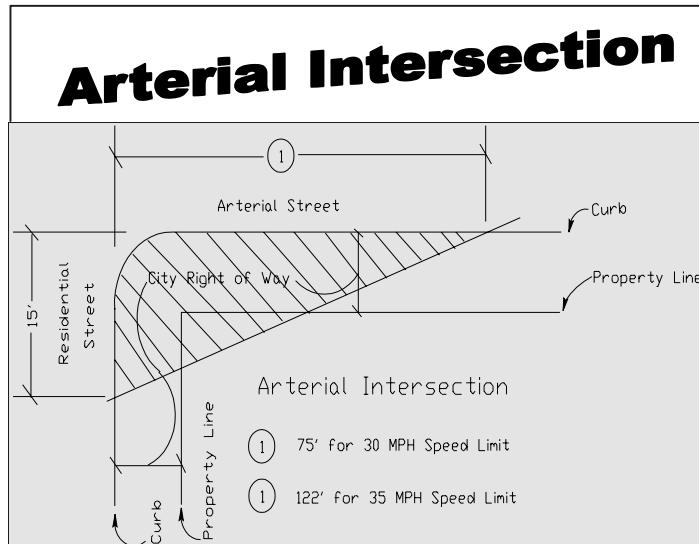 Arterial Intersection
1
Arterial Street
Curb
City Right of Way
Property Line
15'
Residential
Street
Arterial Intersection
1 75' for 30 MPH Speed Limit
1 122' for 35 MPH Speed Limit
Property Line
Curb